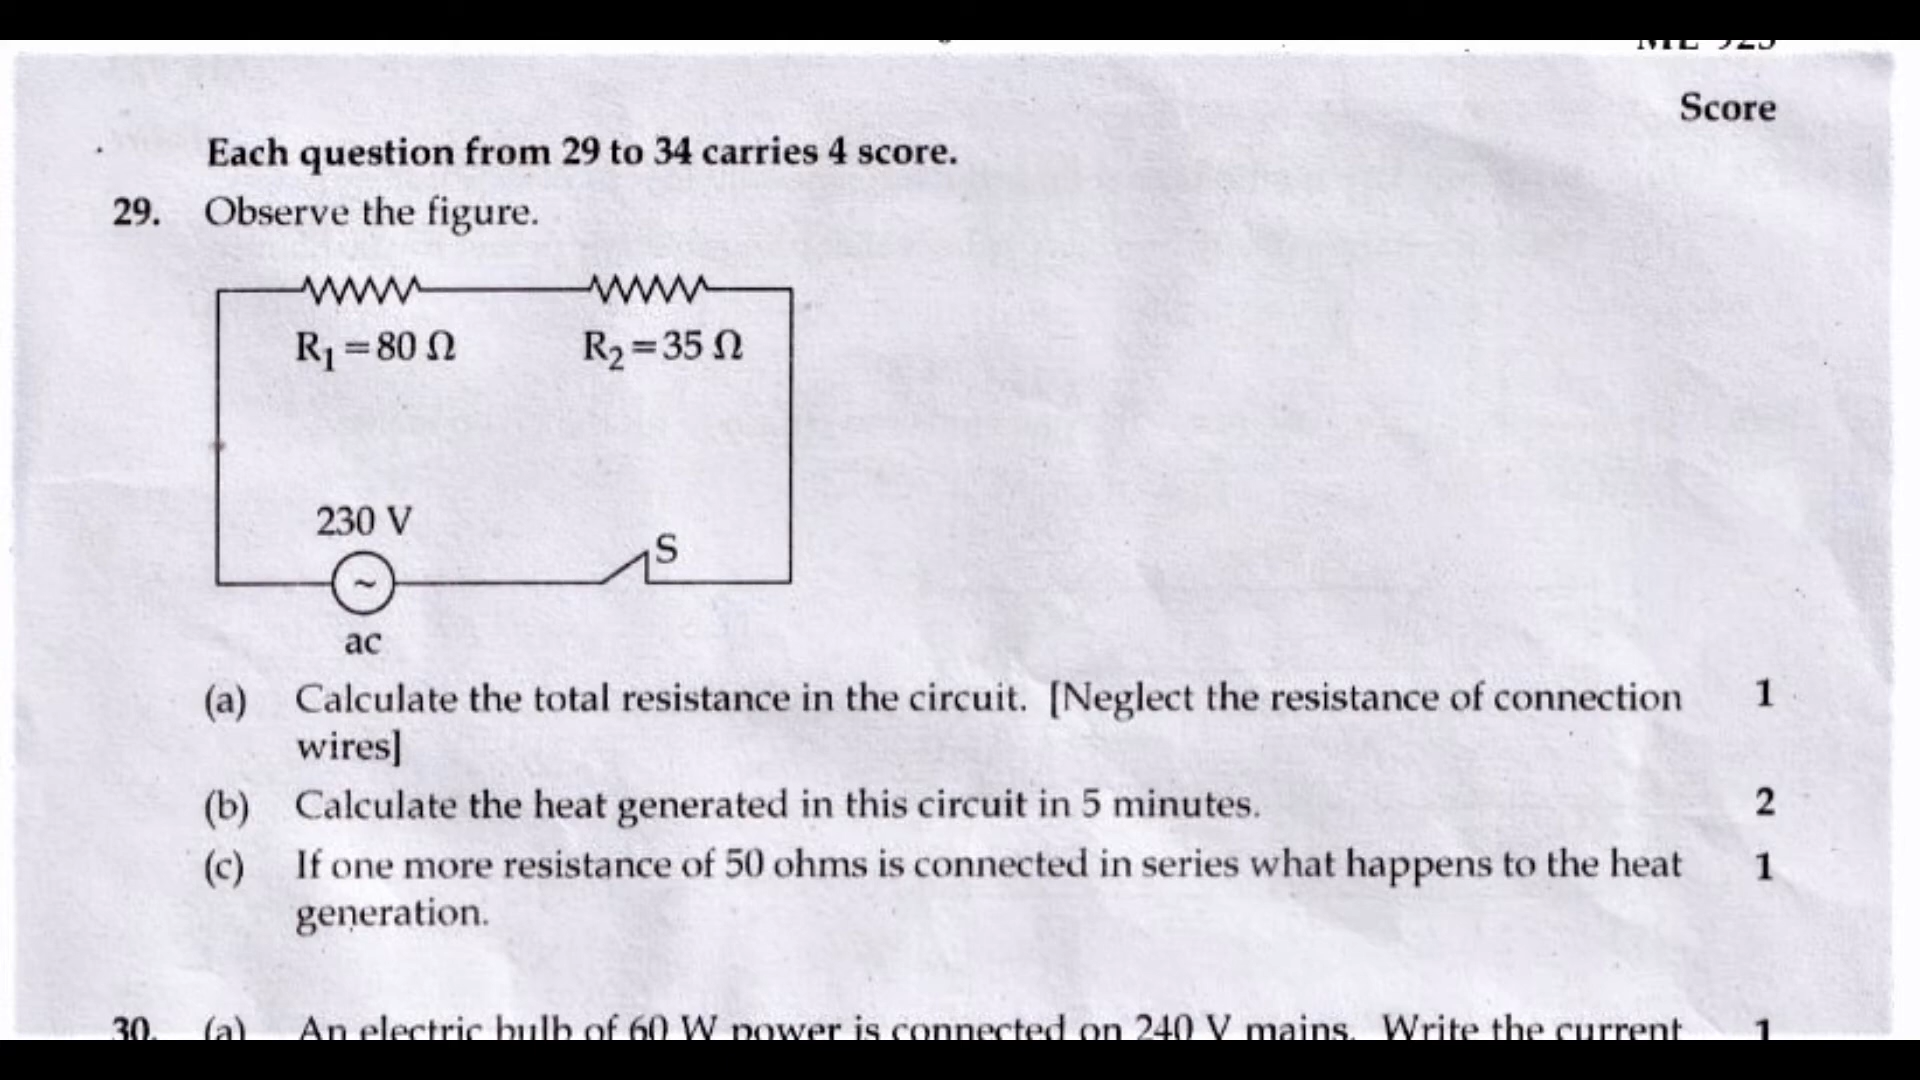 Score
Each question from 29 to 34 carries 4 score.
29. Observe the figure.
R₁ = 80 Ω R₂ = 35 Ω
230 V
S
~
ac
(a) Calculate the total resistance in the circuit. [Neglect the resistance of connection 1
wires]
(b) Calculate the heat generated in this circuit in 5 minutes. 2
(c) If one more resistance of 50 ohms is connected in series what happens to the heat 1
generation.
30. (a) An electric bulb of 60 W power is connected on 240 V mains. Write the current 1